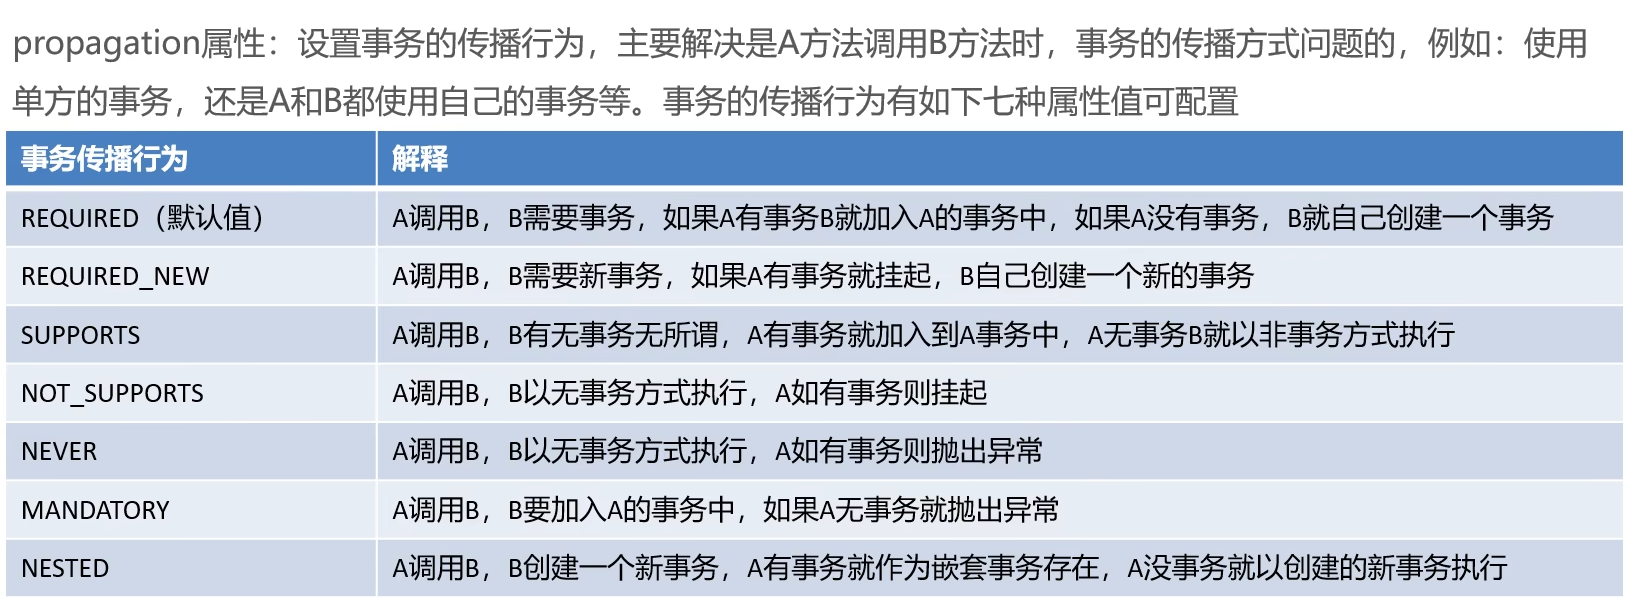 propagation属性：设置事务的传播行为，主要解决是A方法调用B方法时，事务的传播方式问题的，例如：使用
单方的事务，还是A和B都使用自己的事务等。事务的传播行为有如下七种属性值可配置
事务传播行为 解释
REQUIRED（默认值） A调用B，B需要事务，如果A有事务B就加入A的事务中，如果A没有事务，B就自己创建一个事务
REQUIRED_NEW A调用B，B需要新事务，如果A有事务就挂起，B自己创建一个新的事务
SUPPORTS A调用B，B有无事务无所谓，A有事务就加入到A事务中，A无事务B就以非事务方式执行
NOT_SUPPORTS A调用B，B以无事务方式执行，A如有事务则挂起
NEVER A调用B，B以无事务方式执行，A如有事务则抛出异常
MANDATORY A调用B，B要加入A的事务中，如果A无事务就抛出异常
NESTED A调用B，B创建一个新事务，A有事务就作为嵌套事务存在，A没事务就以创建的新事务执行